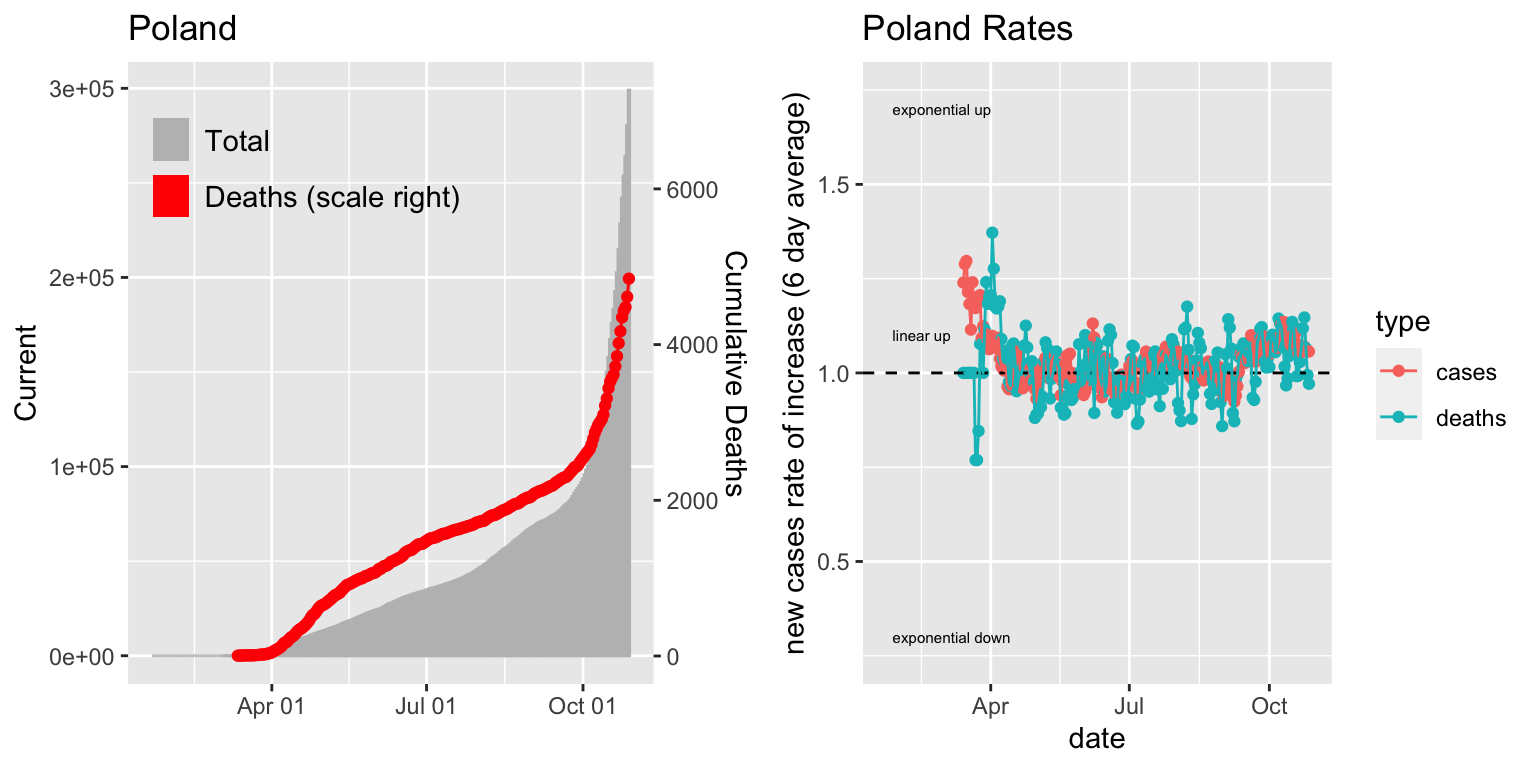 Poland
3e+05
2e+05
1e+05
0e+00
Current
Total
Deaths (scale right)
6000
4000
2000
0
Cumulative Deaths
Apr 01
Jul 01
Oct 01
Poland Rates
new cases rate of increase (6 day average)
1.5
1.0
0.5
exponential up
linear up
exponential down
Apr
Jul
Oct
date
type
cases
deaths